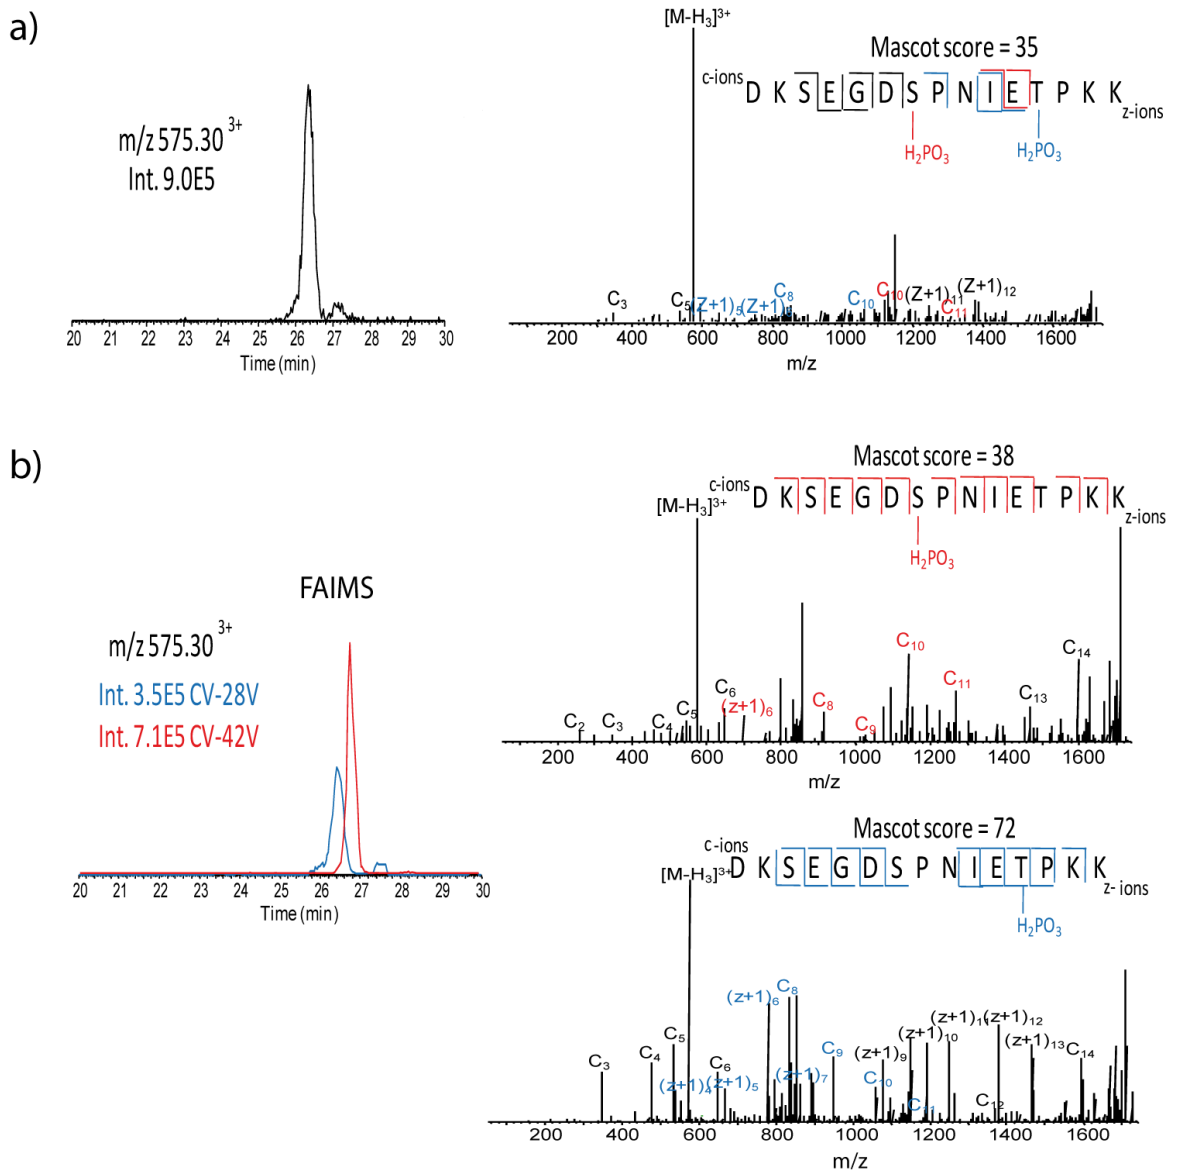 a)
m/z 575.30 3+
Int. 9.0E5
20 21 22 23 24 25 26 27 28 29 30
Time (min)
[M-H3]3+
Mascot score = 35
c-ions D K S E G D S P N I E T P K K z-ions
H2PO3 H2PO3
C3 C5 (Z+1)5 (Z+1) C8 C10 C10 (Z+1)11 C11 (Z+1)12
200 400 600 800 1000 1200 1400 1600
m/z
b)
FAIMS
m/z 575.30 3+
Int. 3.5E5 CV-28V
Int. 7.1E5 CV-42V
20 21 22 23 24 25 26 27 28 29 30
Time (min)
Mascot score = 38
c-ions D K S E G D S P N I E T P K K z-ions
[M-H3]3+
H2PO3
C2 C3 C4 C5 C6 (z+1)6 C8 C9 C10 C11 C13 C14
200 400 600 800 1000 1200 1400 1600
m/z
Mascot score = 72
c-ions D K S E G D S P N I E T P K K z-ions
[M-H3]3+
H2PO3
C3 C4 C5 (z+1)4 C6 (z+1)5 (z+1)6 C8 (z+1)7 C9 (z+1)9 C10 (z+1)10 C11 (z+1)11 (z+1)12 C12 (z+1)13 C14
200 400 600 800 1000 1200 1400 1600
m/z